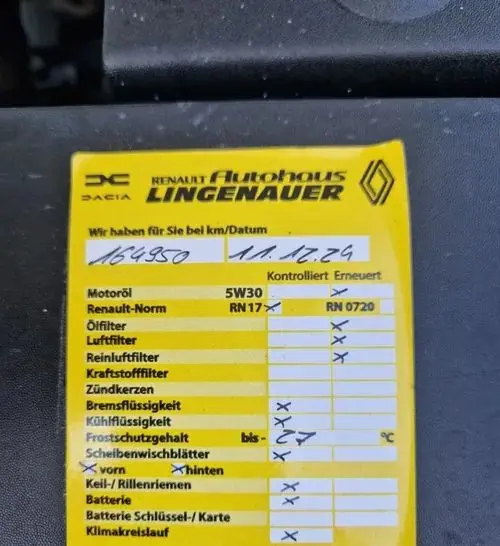 RENAULT Autohaus
DACIA LINGENAUER
Wir haben für Sie bei km/Datum
164950 11.12.24
Kontrolliert Erneuert
Motoröl 5W30 x
Renault-Norm RN17 x RN 0720
Ölfilter x
Luftfilter x
Reinluftfilter x
Kraftstofffilter
Zündkerzen
Bremsflüssigkeit x
Kühlflüssigkeit x
Frostschutzgehalt bis - 27 °C
Scheibenwischblätter x
x vorn x hinten
Keil-/ Rillenriemen x
Batterie x
Batterie Schlüssel-/ Karte
Klimakreislauf x